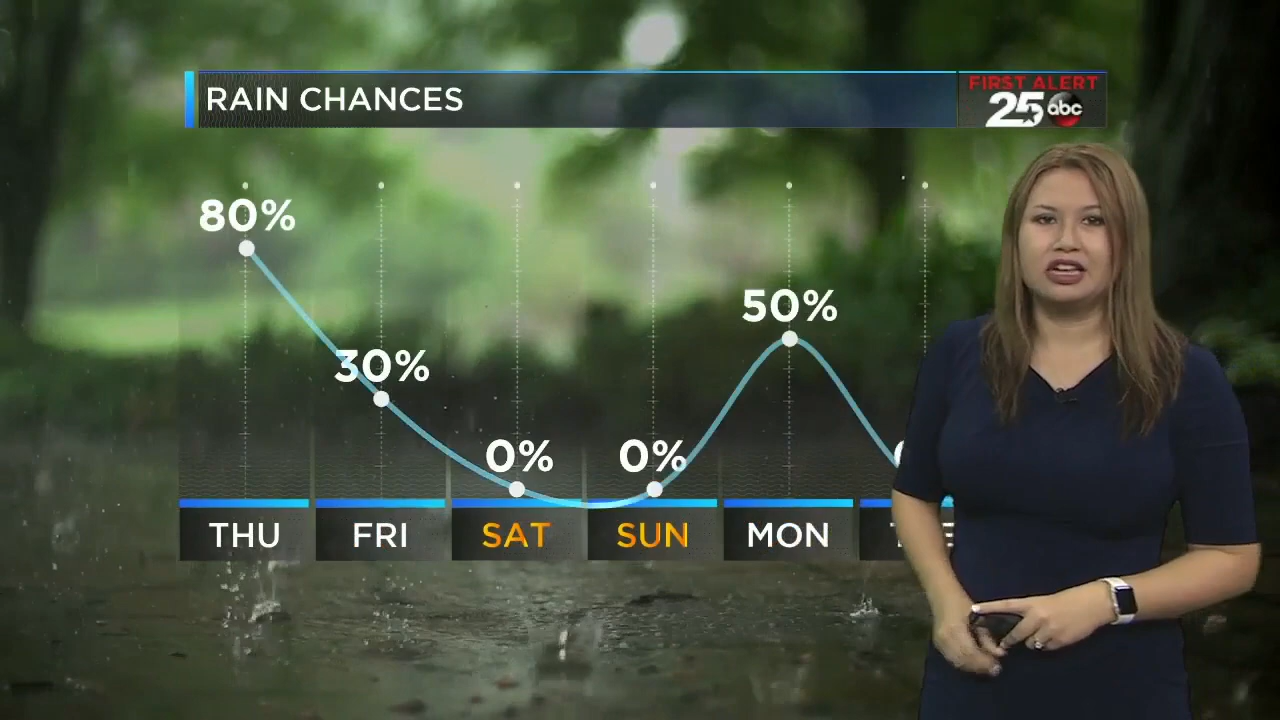 RAIN CHANCES
FIRST ALERT
25 abc
80%
30%
0%
0%
50%
THU
FRI
SAT
SUN
MON